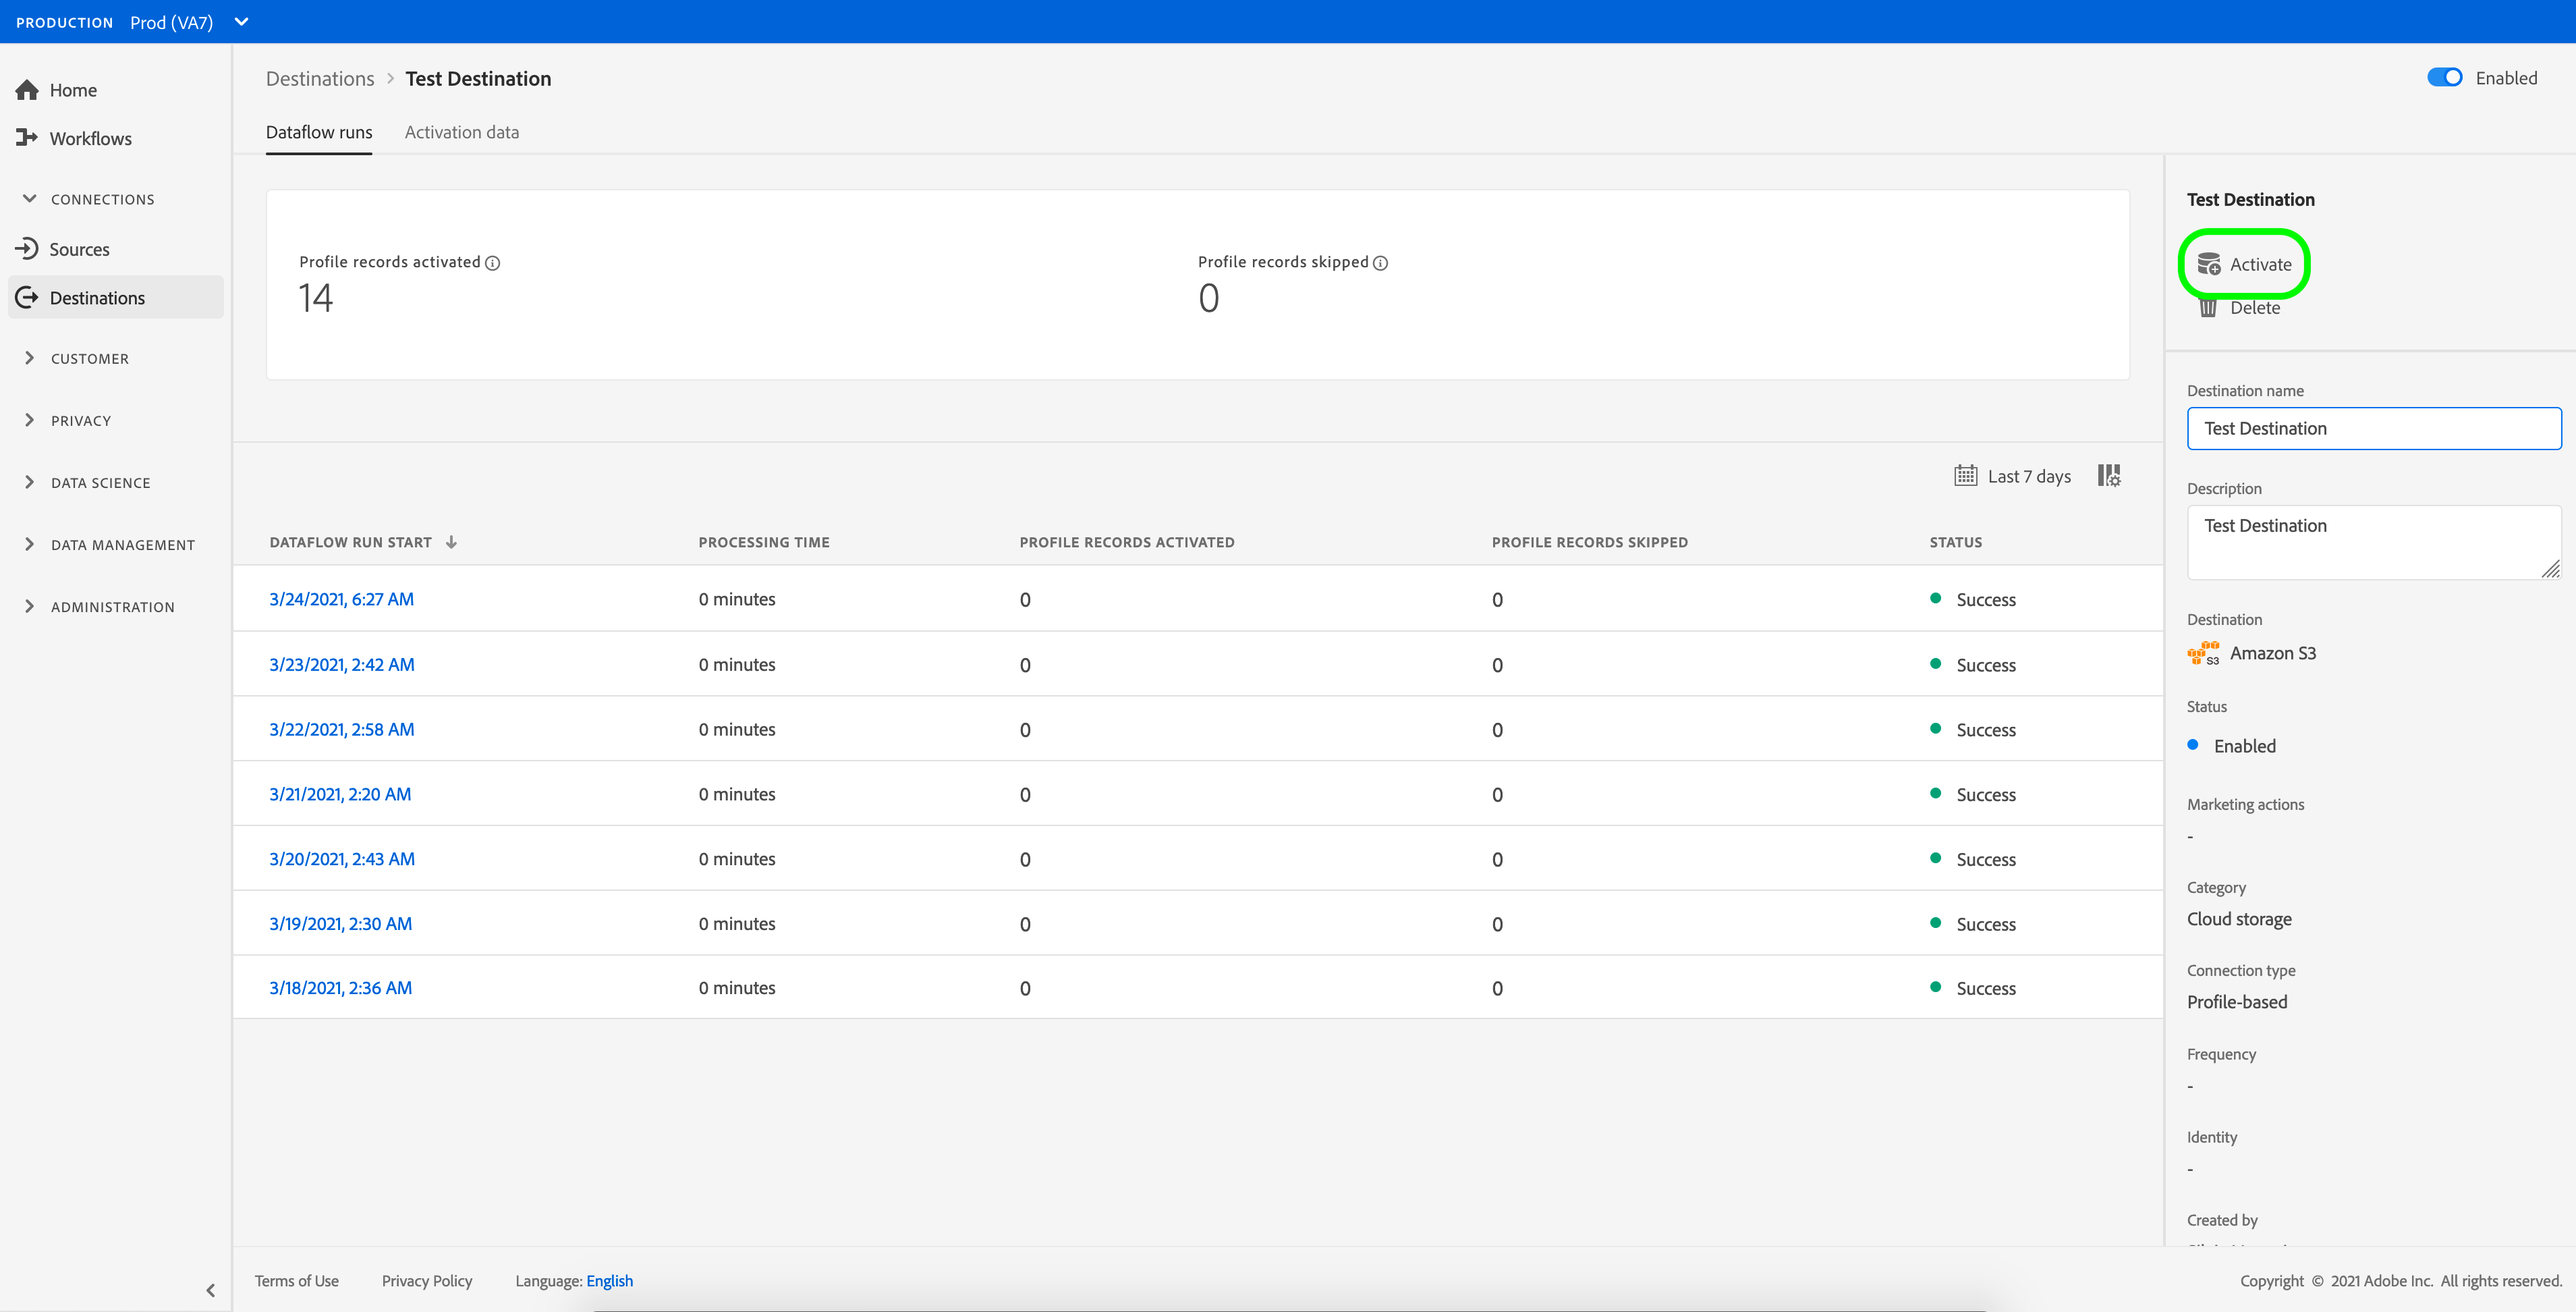 PRODUCTION Prod (VA7)
Home
Workflows
CONNECTIONS
Sources
Destinations
CUSTOMER
PRIVACY
DATA SCIENCE
DATA MANAGEMENT
ADMINISTRATION
Destinations > Test Destination
Enabled
Dataflow runs Activation data
Profile records activated
14
Profile records skipped
0
Last 7 days
DATAFLOW RUN START PROCESSING TIME PROFILE RECORDS ACTIVATED PROFILE RECORDS SKIPPED STATUS
3/24/2021, 6:27 AM 0 minutes 0 0 Success
3/23/2021, 2:42 AM 0 minutes 0 0 Success
3/22/2021, 2:58 AM 0 minutes 0 0 Success
3/21/2021, 2:20 AM 0 minutes 0 0 Success
3/20/2021, 2:43 AM 0 minutes 0 0 Success
3/19/2021, 2:30 AM 0 minutes 0 0 Success
3/18/2021, 2:36 AM 0 minutes 0 0 Success
Test Destination
Activate
Delete
Destination name
Test Destination
Description
Test Destination
Destination
S3 Amazon S3
Status
Enabled
Marketing actions
-
Category
Cloud storage
Connection type
Profile-based
Frequency
-
Identity
-
Created by
Terms of Use Privacy Policy Language: English
Copyright © 2021 Adobe Inc. All rights reserved.